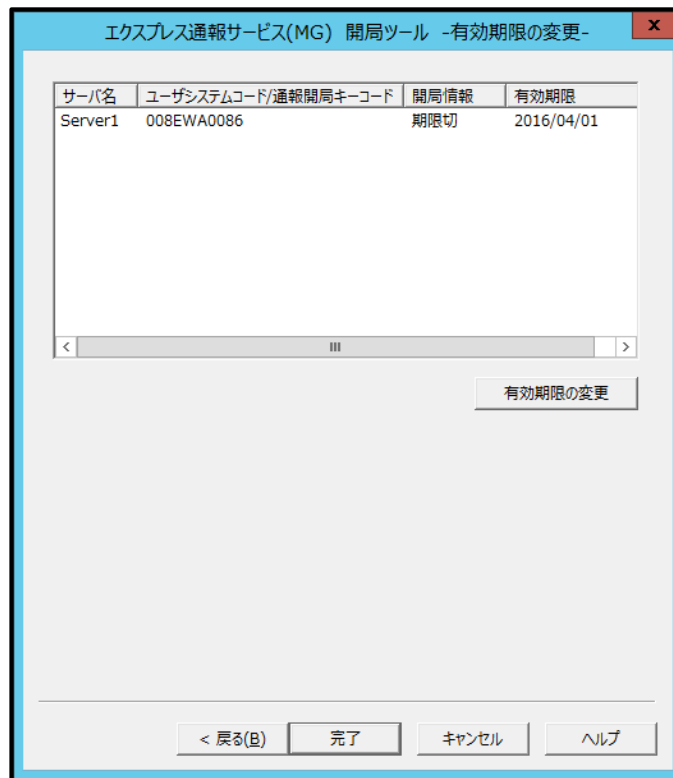 エクスプレス通報サービス(MG) 開局ツール -有効期限の変更-
x
サーバ名 ユーザシステムコード/通報開局キーコード 開局情報 有効期限
Server1 008EWA0086 期限切 2016/04/01
有効期限の変更
< 戻る(B) 完了 キャンセル ヘルプ